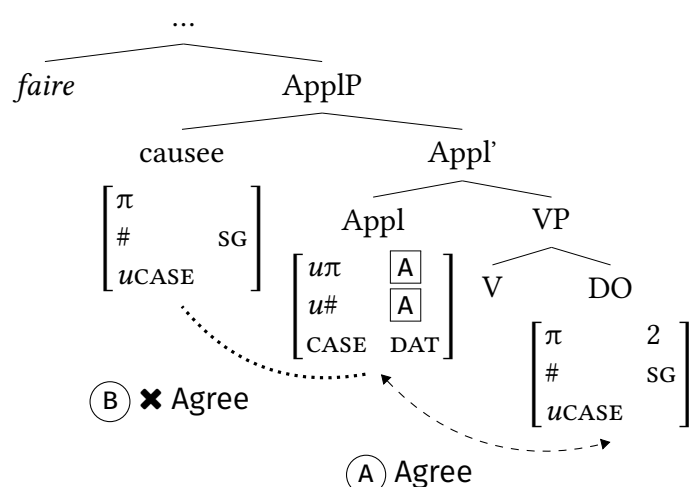 ...
faire ApplP
causee Appl’
π
# SG
uCASE
Appl VP
uπ A
u# A
CASE DAT
V DO
π 2
# SG
uCASE
B ✖ Agree
A Agree